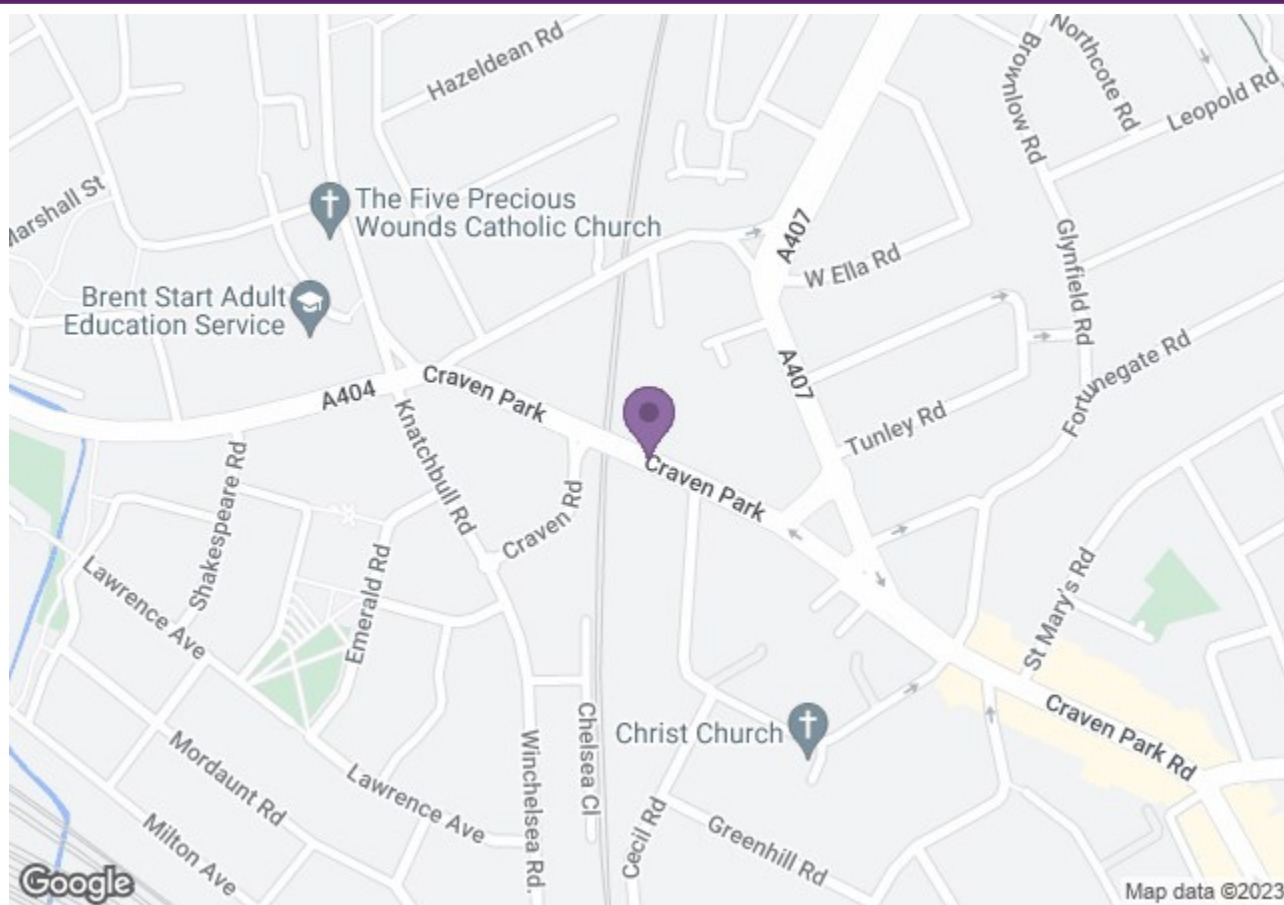 Hazeldean Rd
Northcote Rd
Brownlow Rd
Leopold Rd
Marshall St
The Five Precious
Wounds Catholic Church
A407
W Ella Rd
Glynfield Rd
Brent Start Adult
Education Service
A404
Craven Park
A407
Fortunegate Rd
Tunley Rd
Knatchbull Rd
Craven Park
Craven Rd
Shakespeare Rd
Emerald Rd
Lawrence Ave
St Mary's Rd
Craven Park Rd
Christ Church
Chelsea Cl
Winchelsea Rd.
Mordaunt Rd
Lawrence Ave
Milton Ave
Cecil Rd
Greenhill Rd
Google
Map data ©2023